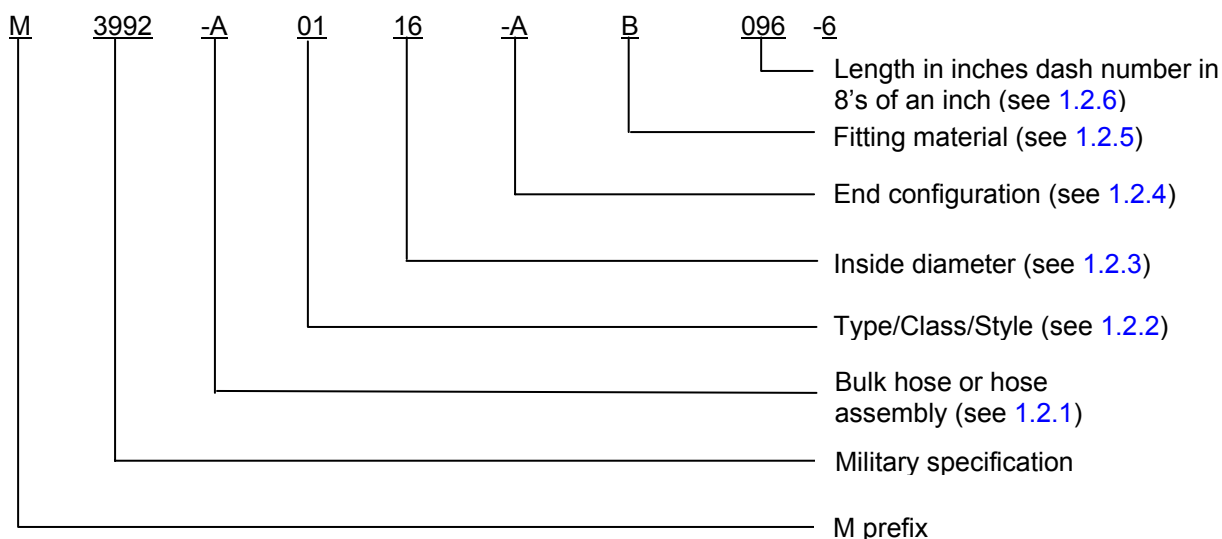 M 3992 -A 01 16 -A B 096 -6
Length in inches dash number in
8's of an inch (see 1.2.6)
Fitting material (see 1.2.5)
End configuration (see 1.2.4)
Inside diameter (see 1.2.3)
Type/Class/Style (see 1.2.2)
Bulk hose or hose
assembly (see 1.2.1)
Military specification
M prefix